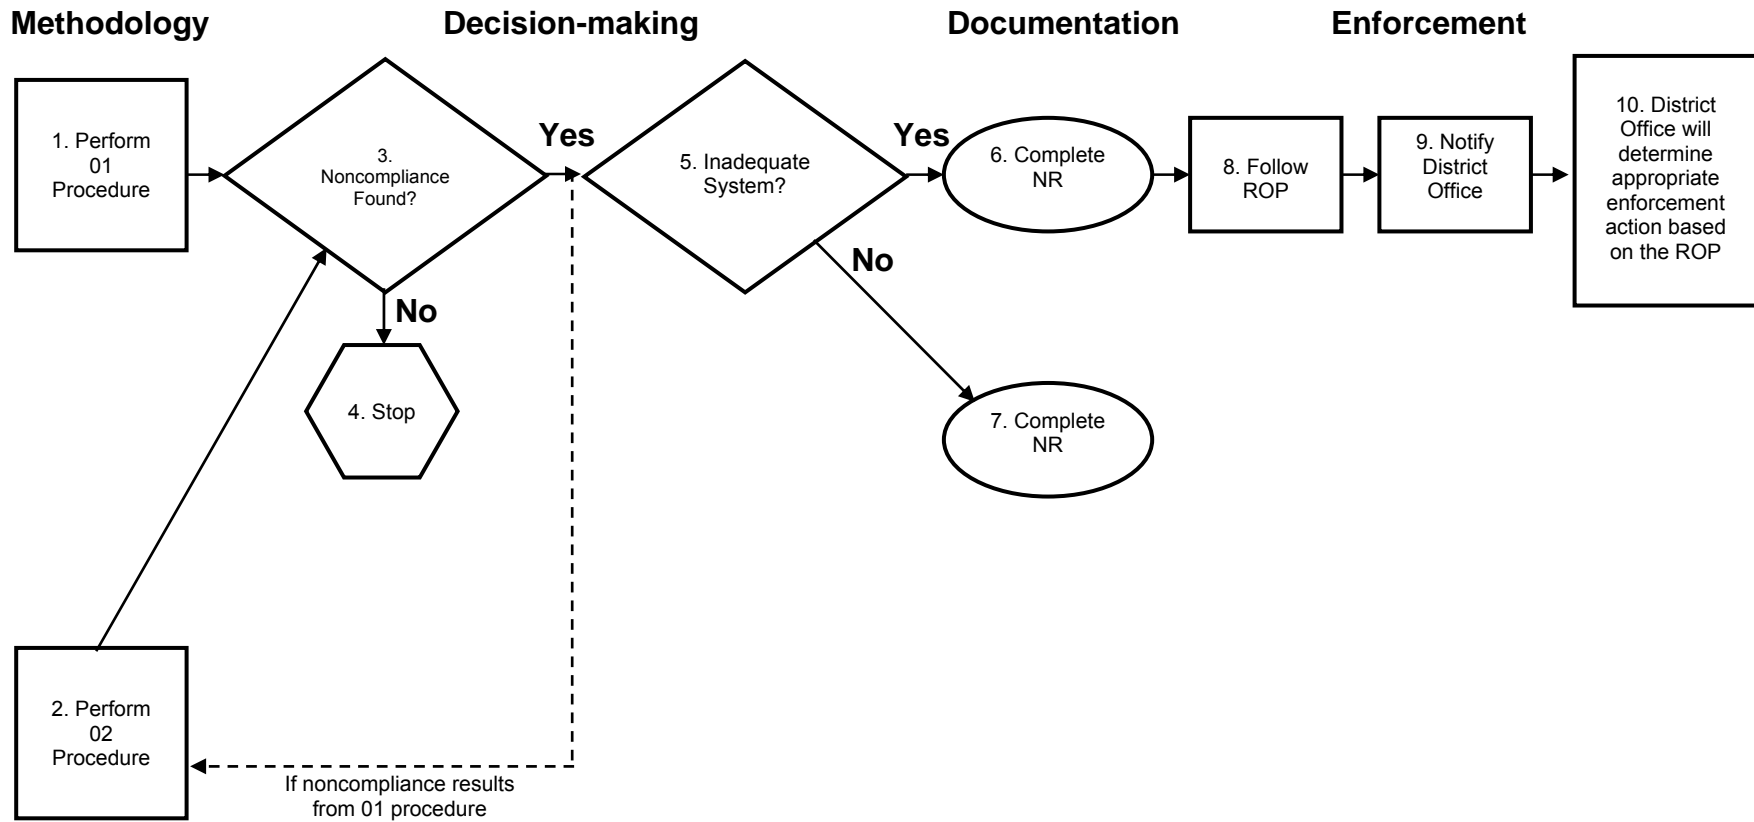 Methodology
Decision-making
Documentation
Enforcement
1. Perform
01
Procedure
3.
Noncompliance
Found?
Yes
5. Inadequate
System?
Yes
6. Complete
NR
8. Follow
ROP
9. Notify
District
Office
10. District
Office will
determine
appropriate
enforcement
action based
on the ROP
No
No
4. Stop
7. Complete
NR
2. Perform
02
Procedure
If noncompliance results
from 01 procedure